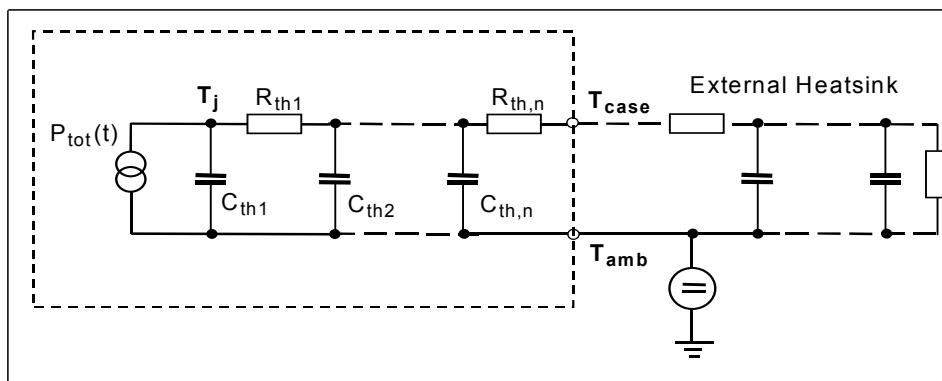 External Heatsink
T_j
R_th1
R_th,n
T_case
P_tot(t)
C_th1
C_th2
C_th,n
T_amb